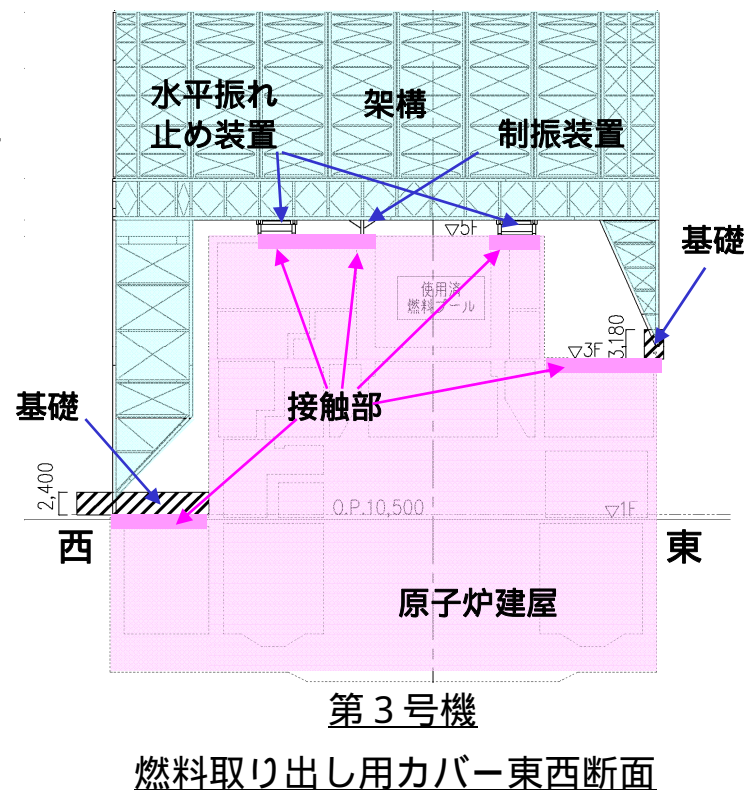 水平振れ
止め装置
架構
制振装置
▽5F
基礎
使用済
燃料プール
▽3F
3,180
接触部
基礎
2,400
O.P.10,500
▽1F
西
東
原子炉建屋
第３号機
燃料取り出し用カバー東西断面